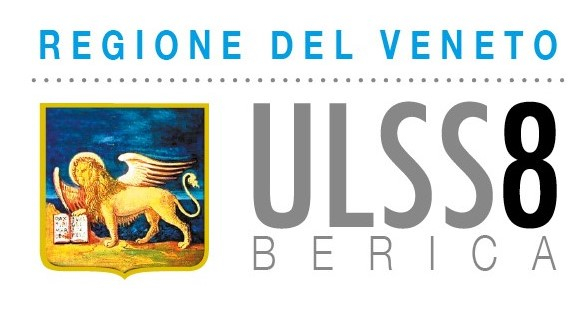 REGIONE DEL VENETO
ULSS8
BERICA